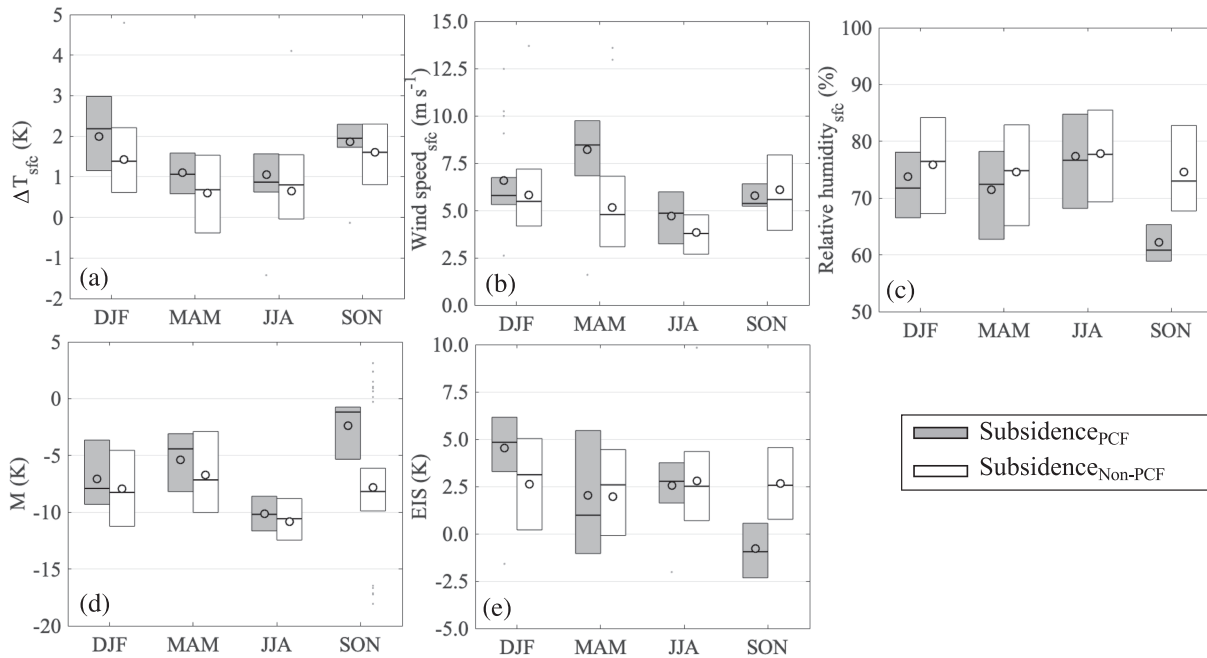 5
4
3
2
1
0
-1
-2
ΔT_sfc (K)
(a)
DJF MAM JJA SON
15.0
12.5
10.0
7.5
5.0
2.5
0.0
Wind speed_sfc (m s⁻¹)
(b)
DJF MAM JJA SON
100
90
80
70
60
50
Relative humidity_sfc (%)
(c)
DJF MAM JJA SON
5
0
-5
-10
-15
-20
M (K)
(d)
DJF MAM JJA SON
10.0
7.5
5.0
2.5
0.0
-2.5
-5.0
EIS (K)
(e)
DJF MAM JJA SON
Subsidence_PCF
Subsidence_Non-PCF